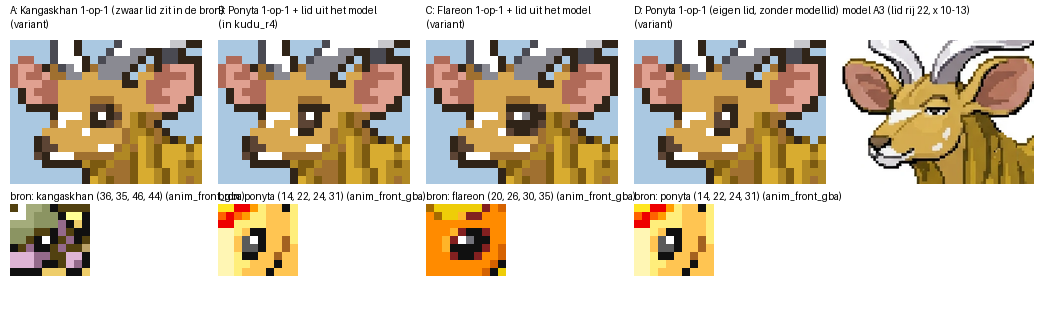 A: Kangaskhan 1-op-1 (zwaar lid zit in de bron)
(variant)
B: Ponyta 1-op-1 + lid uit het model
(in kudu_r4)
C: Flareon 1-op-1 + lid uit het model
(variant)
D: Ponyta 1-op-1 (eigen lid, zonder modellid)
(variant)
model A3 (lid rij 22, x 10-13)
bron: kangaskhan (36, 35, 46, 44) (anim_front_gba)
bron: ponyta (14, 22, 24, 31) (anim_front_gba)
bron: flareon (20, 26, 30, 35) (anim_front_gba)
bron: ponyta (14, 22, 24, 31) (anim_front_gba)